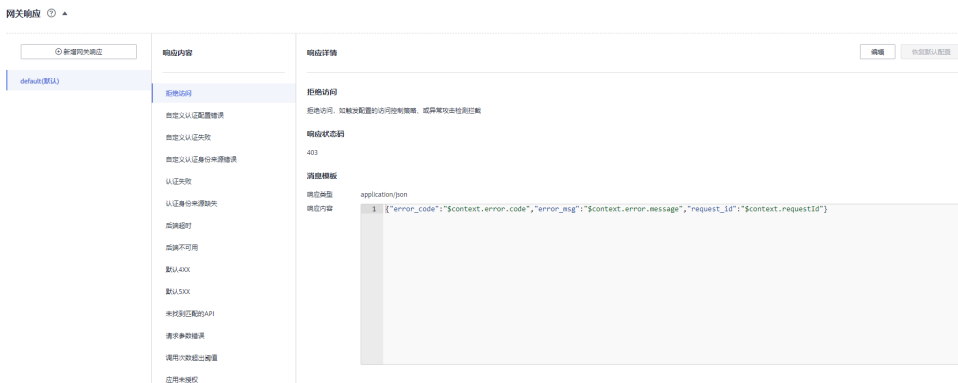 网关响应
新增网关响应
default(默认)
响应内容
拒绝访问
自定义认证配置错误
自定义认证失败
自定义认证身份来源错误
认证失败
认证身份来源缺失
后端超时
后端不可用
默认4XX
默认5XX
未找到匹配的API
请求参数错误
调用次数超出阈值
应用未授权
响应详情
编辑
恢复默认配置
拒绝访问
拒绝访问，如触发配置的访问控制策略、或异常攻击检测拦截
响应状态码
403
消息模板
响应类型 application/json
响应内容
1 {"error_code":"$context.error.code","error_msg":"$context.error.message","request_id":"$context.requestId"}